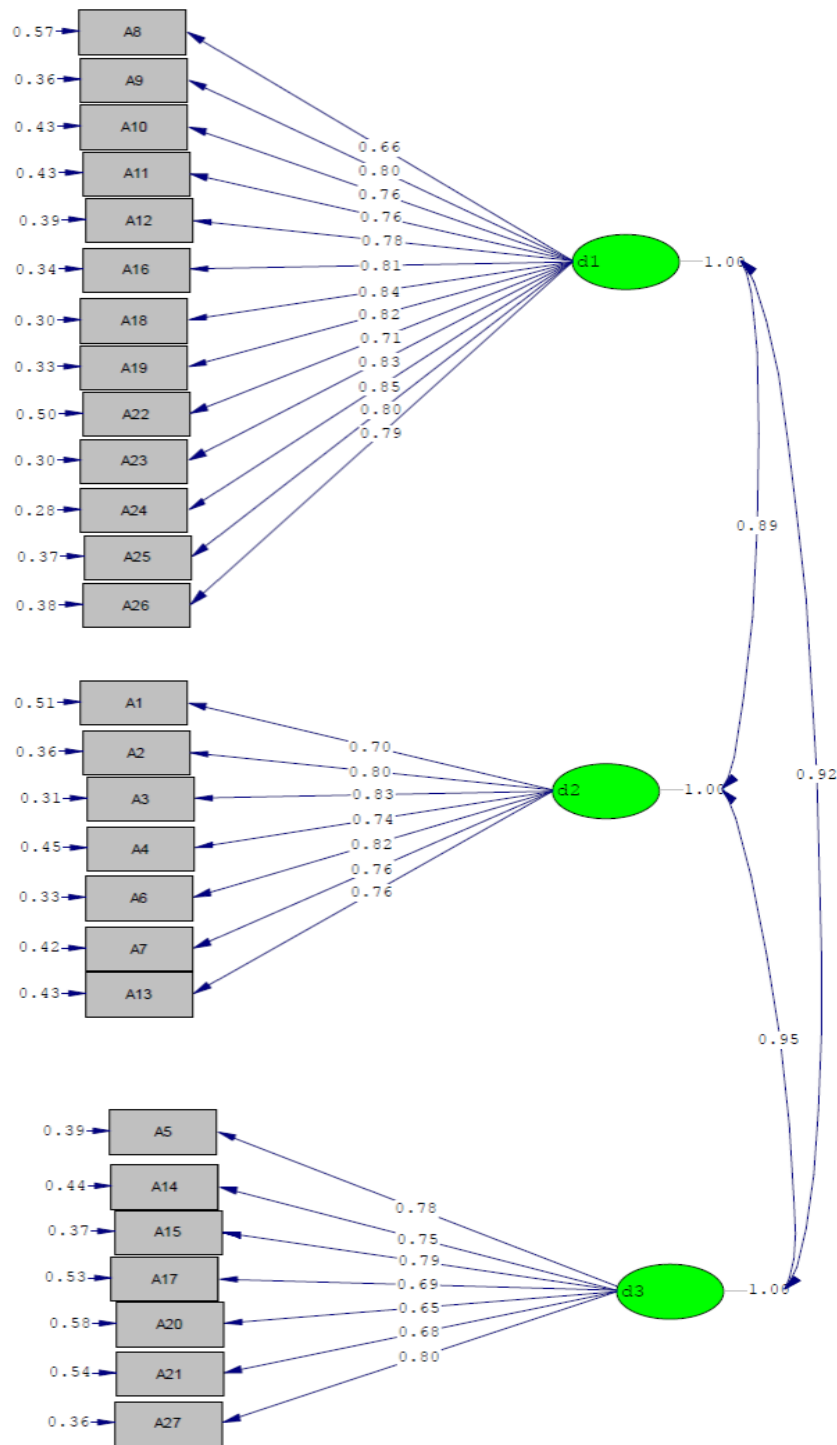 0.57 A8
0.36 A9
0.43 A10
0.43 A11
0.39 A12
0.34 A16
0.30 A18
0.33 A19
0.50 A22
0.30 A23
0.28 A24
0.37 A25
0.38 A26
0.66
0.80
0.76
0.76
0.78
0.81
0.84
0.82
0.71
0.83
0.85
0.80
0.79
d1 1.00
0.89
0.51 A1
0.36 A2
0.31 A3
0.45 A4
0.33 A6
0.42 A7
0.43 A13
0.70
0.80
0.83
0.74
0.82
0.76
0.76
d2 1.00
0.92
0.95
0.39 A5
0.44 A14
0.37 A15
0.53 A17
0.58 A20
0.54 A21
0.36 A27
0.78
0.75
0.79
0.69
0.65
0.68
0.80
d3 1.00